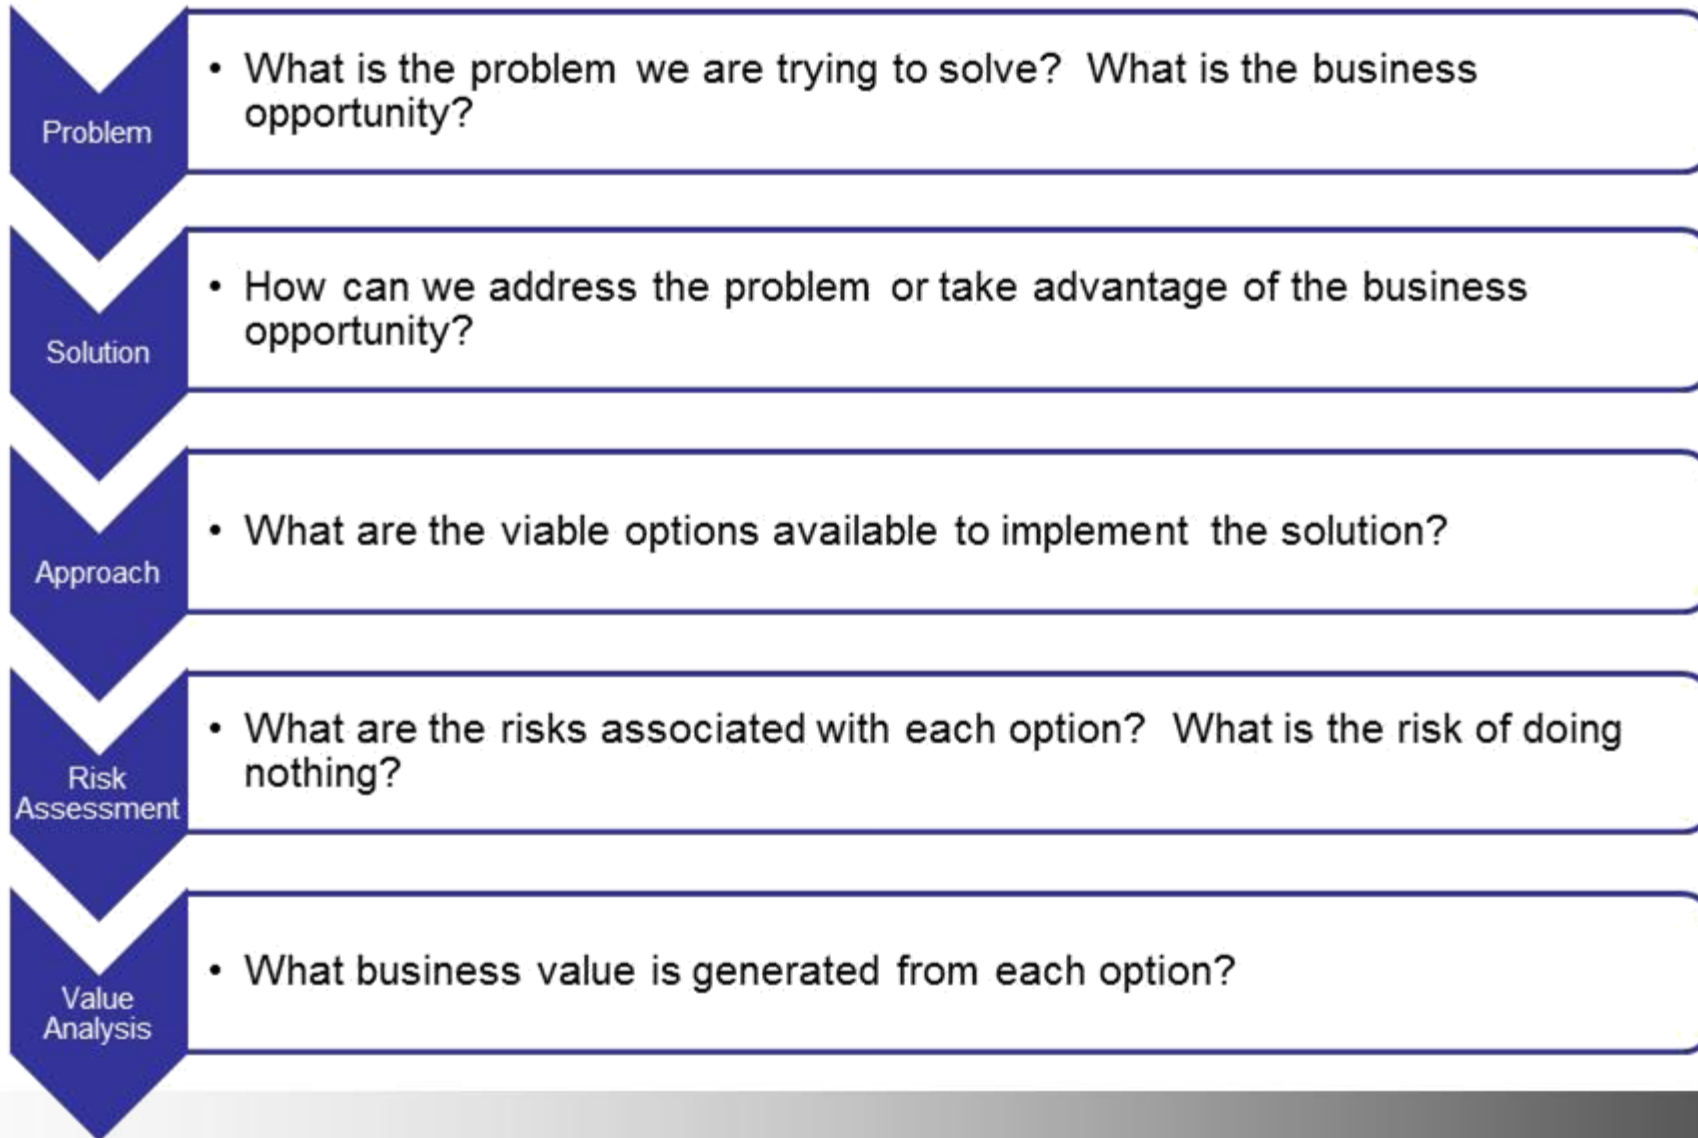 Problem
• What is the problem we are trying to solve? What is the business
opportunity?
Solution
• How can we address the problem or take advantage of the business
opportunity?
Approach
• What are the viable options available to implement the solution?
Risk
Assessment
• What are the risks associated with each option? What is the risk of doing
nothing?
Value
Analysis
• What business value is generated from each option?